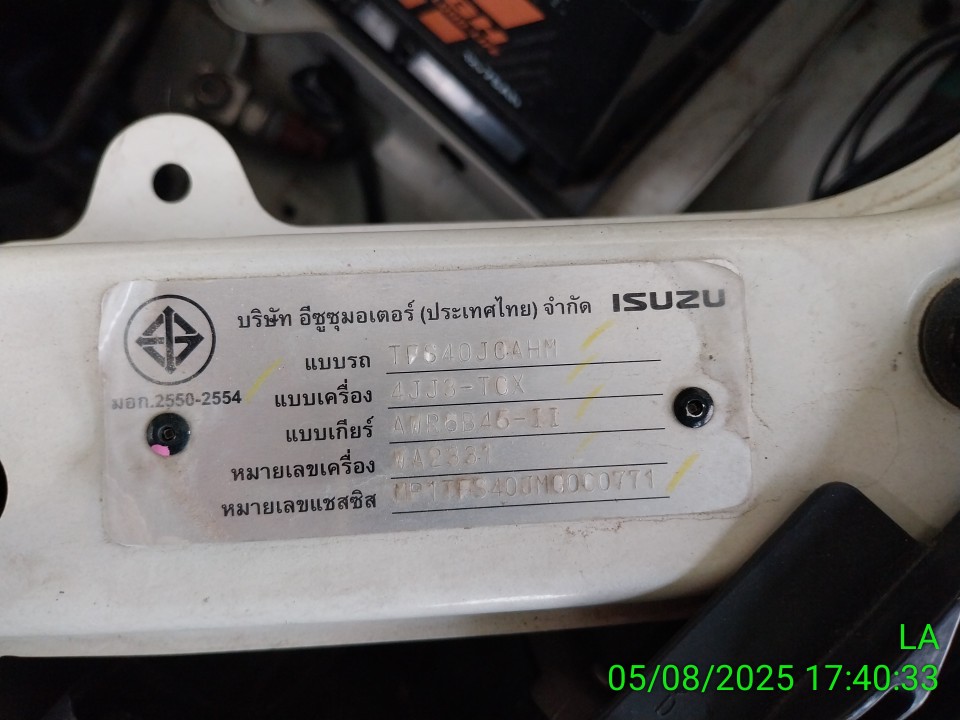 บริษัท อีซูซุมอเตอร์ (ประเทศไทย) จำกัด ISUZU
มอก.2550-2554
แบบรถ TFS40JCAHM
แบบเครื่อง 4JJ3-TCX
แบบเกียร์ AWR6B45-II
หมายเลขเครื่อง
หมายเลขแชสซิส
LA
05/08/2025 17:40:33